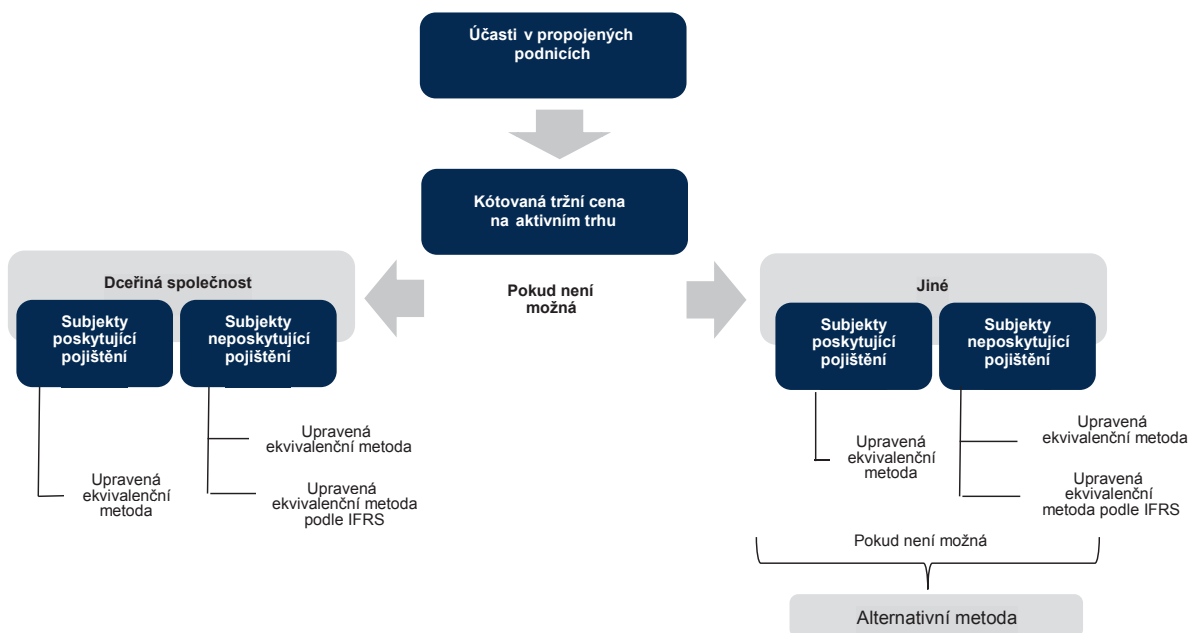 Účasti v propojených
podnicích
Kótovaná tržní cena
na aktivním trhu
Pokud není
možná
Dceřiná společnost
Subjekty
poskytující
pojištění
Subjekty
neposkytující
pojištění
Upravená
ekvivalenční
metoda
Upravená
ekvivalenční metoda
Upravená
ekvivalenční metoda
podle IFRS
Jiné
Subjekty
poskytující
pojištění
Subjekty
neposkytující
pojištění
Upravená
ekvivalenční
metoda
Upravená
ekvivalenční metoda
Upravená
ekvivalenční
metoda podle IFRS
Pokud není možná
Alternativní metoda